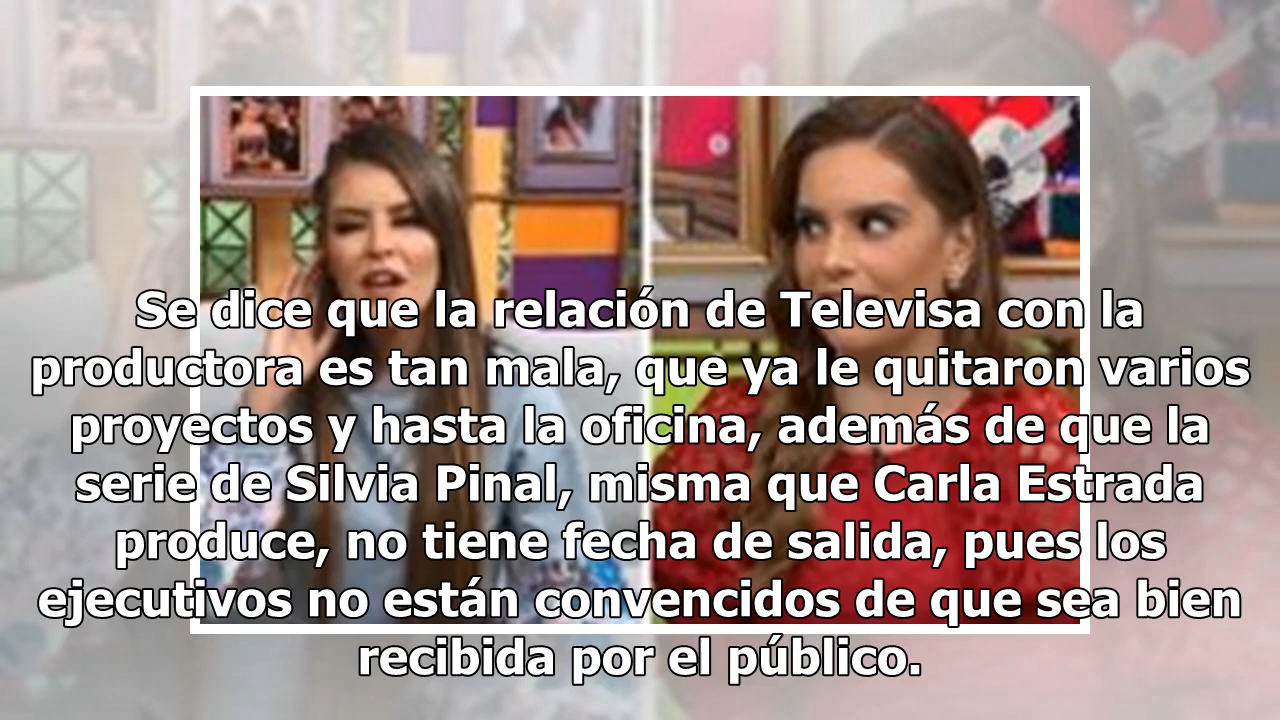 Se dice que la relación de Televisa con la
productora es tan mala, que ya le quitaron varios
proyectos y hasta la oficina, además de que la
serie de Silvia Pinal, misma que Carla Estrada
produce, no tiene fecha de salida, pues los
ejecutivos no están convencidos de que sea bien
recibida por el público.